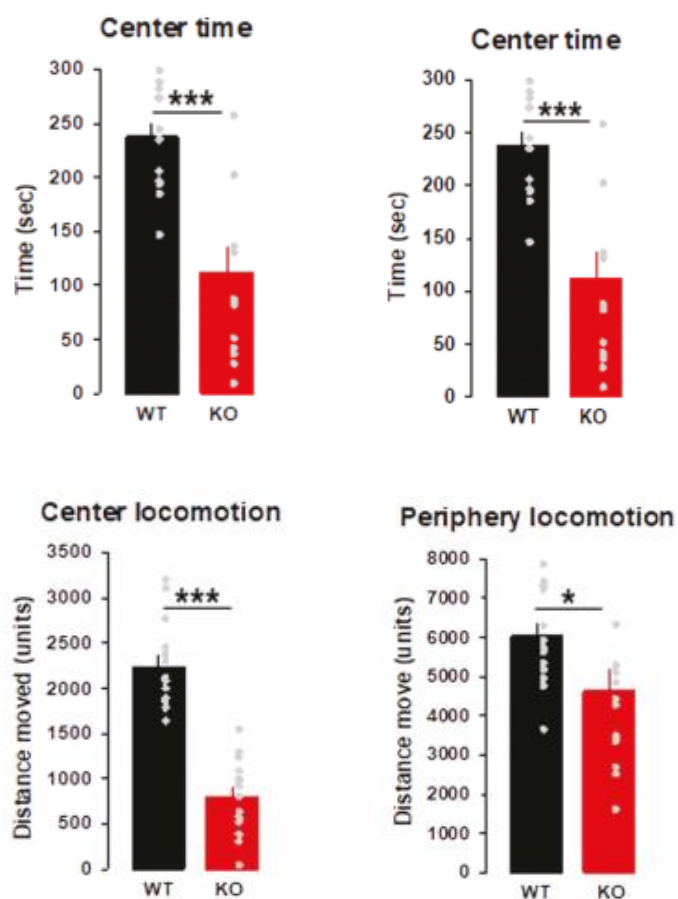 Center time
300
250
200
150
100
50
0
Time (sec)
***
WT KO
Center time
300
250
200
150
100
50
0
Time (sec)
***
WT KO
Center locomotion
3500
3000
2500
2000
1500
1000
500
0
Distance moved (units)
***
WT KO
Periphery locomotion
8000
7000
6000
5000
4000
3000
2000
1000
0
Distance move (units)
*
WT KO